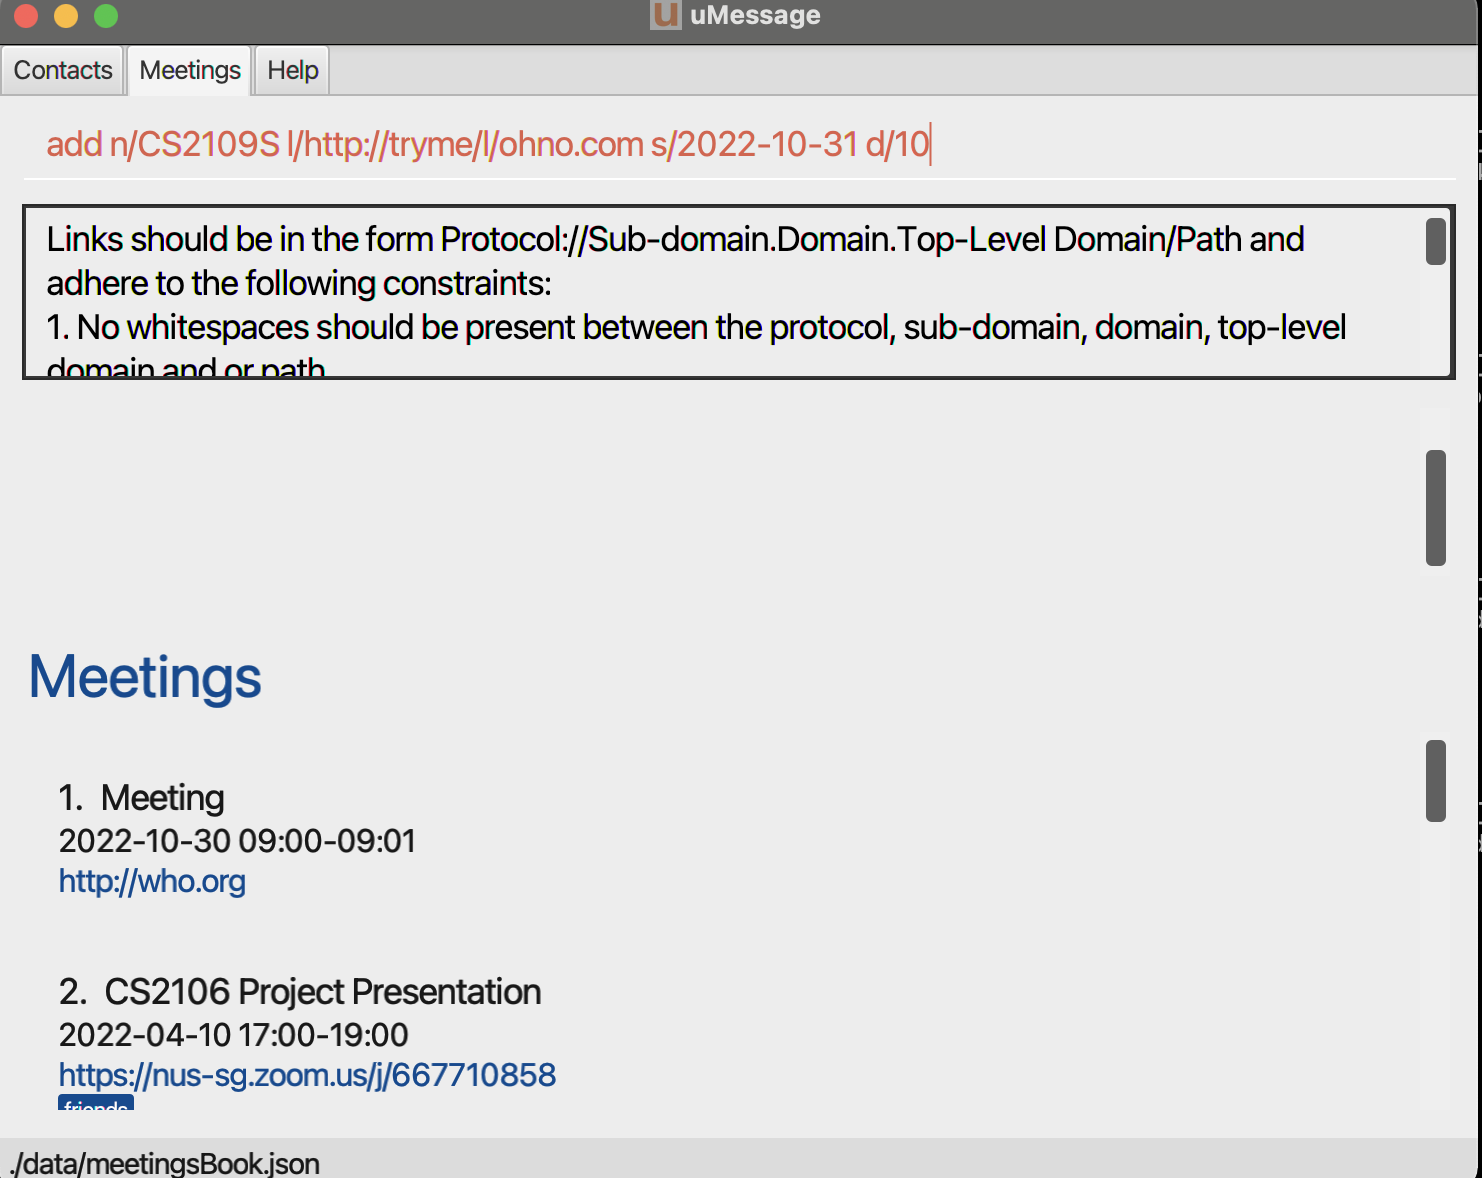 u uMessage
Contacts Meetings Help
add n/CS2109S l/http://tryme/l/ohno.com s/2022-10-31 d/10
Links should be in the form Protocol://Sub-domain.Domain.Top-Level Domain/Path and
adhere to the following constraints:
1. No whitespaces should be present between the protocol, sub-domain, domain, top-level
domain and or path
Meetings
1. Meeting
2022-10-30 09:00-09:01
http://who.org
2. CS2106 Project Presentation
2022-04-10 17:00-19:00
https://nus-sg.zoom.us/j/667710858
friends
./data/meetingsBook.json